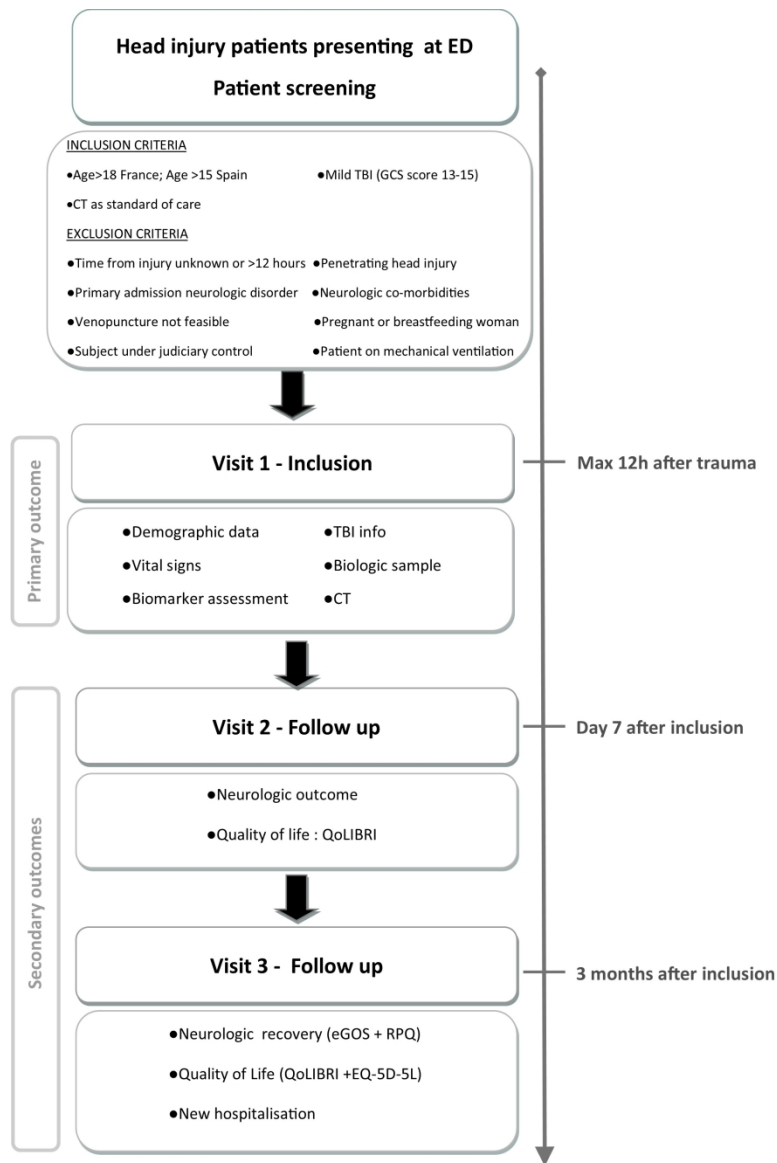 Head injury patients presenting at ED
Patient screening
INCLUSION CRITERIA
●Age>18 France; Age >15 Spain
●Mild TBI (GCS score 13-15)
●CT as standard of care
EXCLUSION CRITERIA
●Time from injury unknown or >12 hours
●Penetrating head injury
●Primary admission neurologic disorder
●Neurologic co-morbidities
●Venopuncture not feasible
●Pregnant or breastfeeding woman
●Subject under judiciary control
●Patient on mechanical ventilation
Primary outcome
Visit 1 - Inclusion
Max 12h after trauma
●Demographic data
●TBI info
●Vital signs
●Biologic sample
●Biomarker assessment
●CT
Secondary outcomes
Visit 2 - Follow up
Day 7 after inclusion
●Neurologic outcome
●Quality of life : QoLIBRI
Visit 3 - Follow up
3 months after inclusion
●Neurologic recovery (eGOS + RPQ)
●Quality of Life (QoLIBRI +EQ-5D-5L)
●New hospitalisation